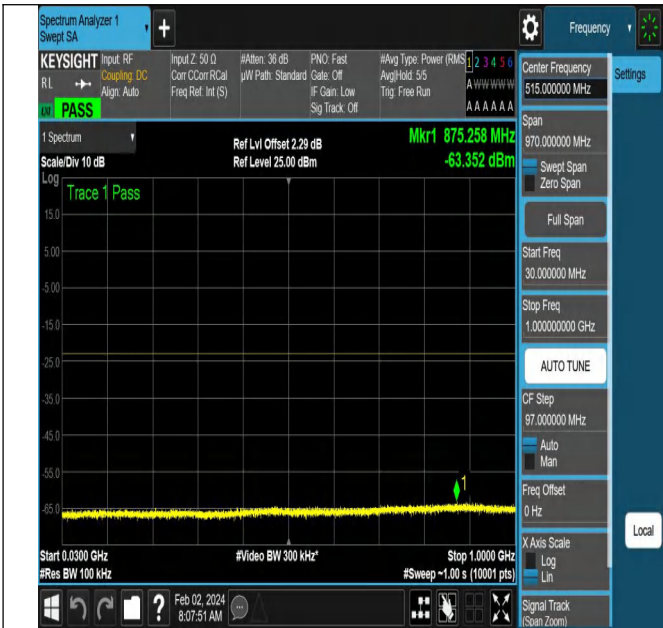 Spectrum Analyzer 1
Swept SA
+
Frequency
KEYSIGHT
RL
PASS
Input: RF
Coupling: DC
Align: Auto
Input Z: 50 Ω
Corr CCorr RCal
Freq Ref: Int (S)
#Atten: 36 dB
µW Path: Standard
PNO: Fast
Gate: Off
IF Gain: Low
Sig Track: Off
#Avg Type: Power (RMS
Avg|Hold: 5/5
Trig: Free Run
1 2 3 4 5 6
A W W W W W
A A A A A A
1 Spectrum
Scale/Div 10 dB
Ref Lvl Offset 2.29 dB
Ref Level 25.00 dBm
Mkr1 875.258 MHz
-63.352 dBm
Log
Trace 1 Pass
15.0
5.00
-5.00
-15.0
-25.0
-35.0
-45.0
-55.0
-65.0
1
Start 0.0300 GHz
#Res BW 100 kHz
#Video BW 300 kHz*
Stop 1.0000 GHz
#Sweep ~1.00 s (10001 pts)
?
Feb 02, 2024
8:07:51 AM
Center Frequency
515.000000 MHz
Settings
Span
970.000000 MHz
Swept Span
Zero Span
Full Span
Start Freq
30.000000 MHz
Stop Freq
1.000000000 GHz
AUTO TUNE
CF Step
97.000000 MHz
Auto
Man
Freq Offset
0 Hz
X Axis Scale
Log
Lin
Local
Signal Track
(Span Zoom)